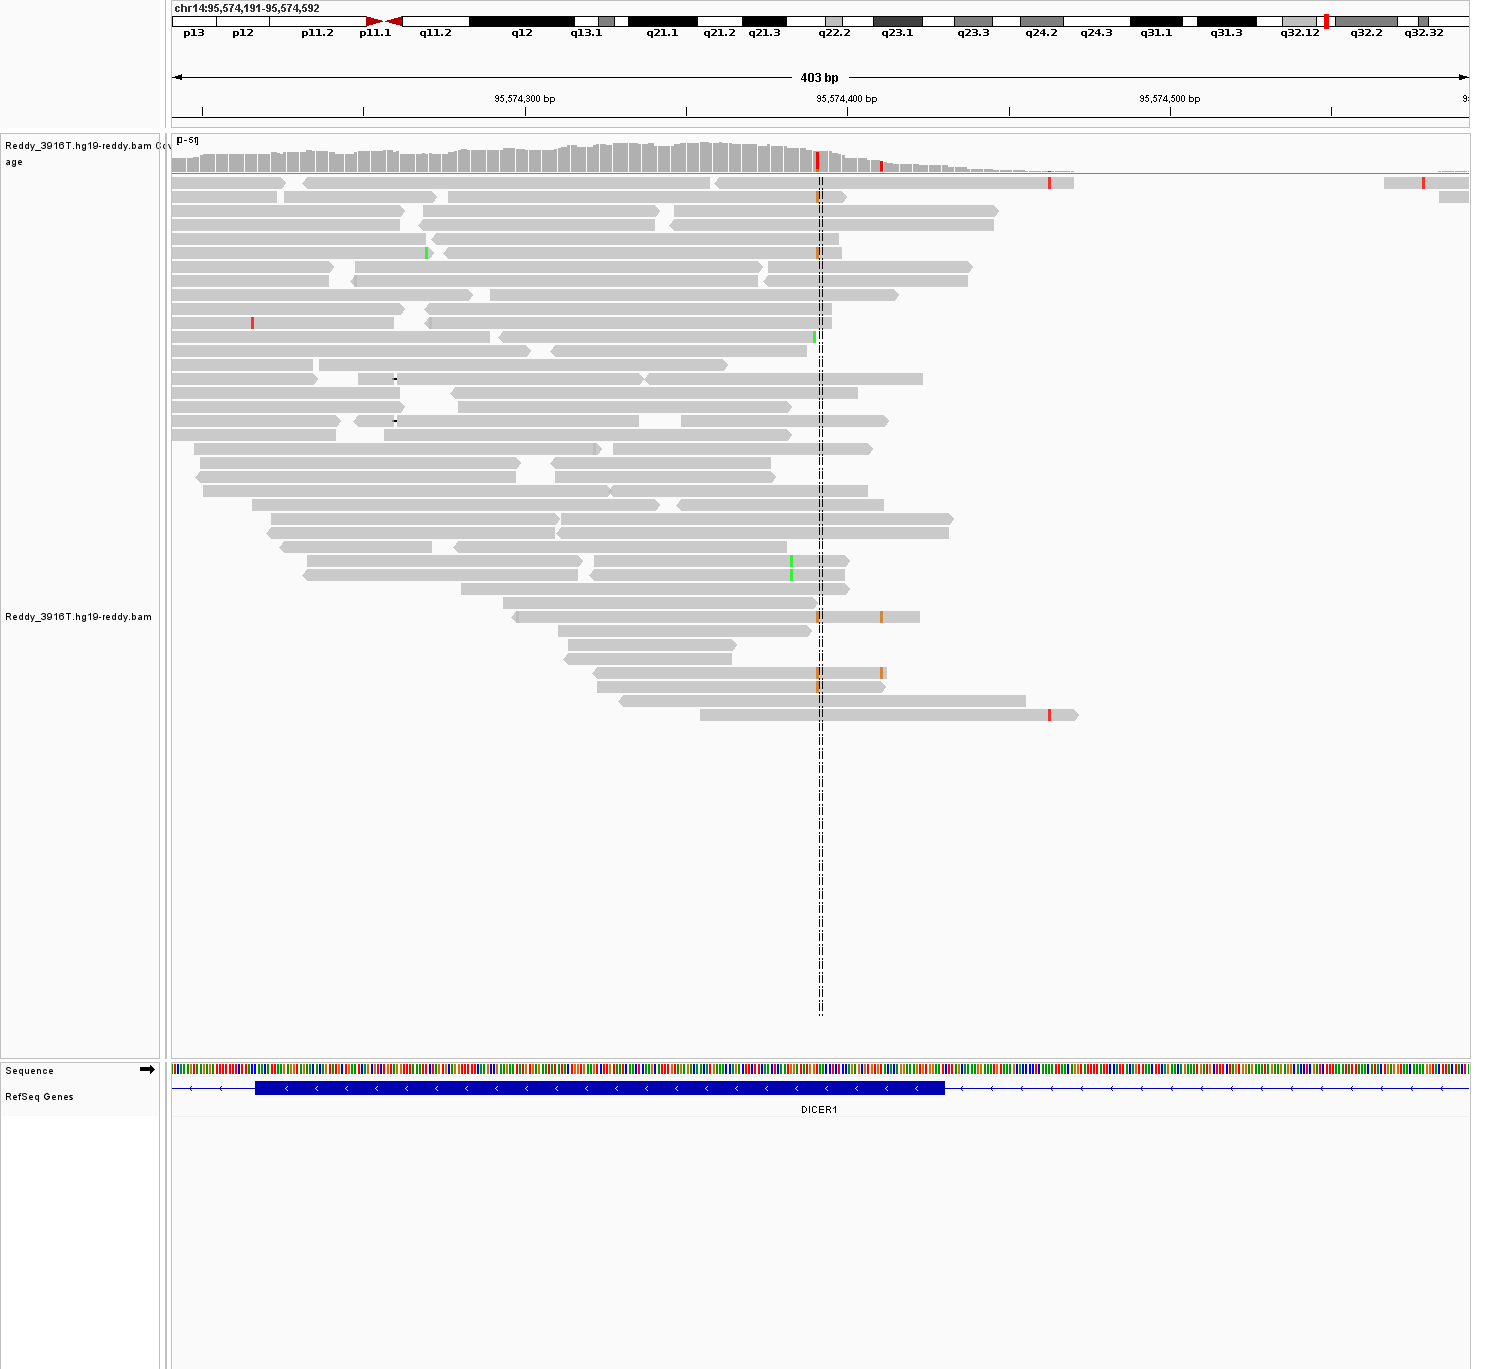 chr14:95,574,191-95,574,592
p13 p12 p11.2 p11.1 q11.2 q12 q13.1 q21.1 q21.2 q21.3 q22.2 q23.1 q23.3 q24.2 q24.3 q31.1 q31.3 q32.12 q32.2 q32.32
403 bp
95,574,300 bp 95,574,400 bp 95,574,500 bp 9
Reddy_3916T.hg19-reddy.bam Cov
age
[0-51]
Reddy_3916T.hg19-reddy.bam
Sequence
RefSeq Genes
DICER1